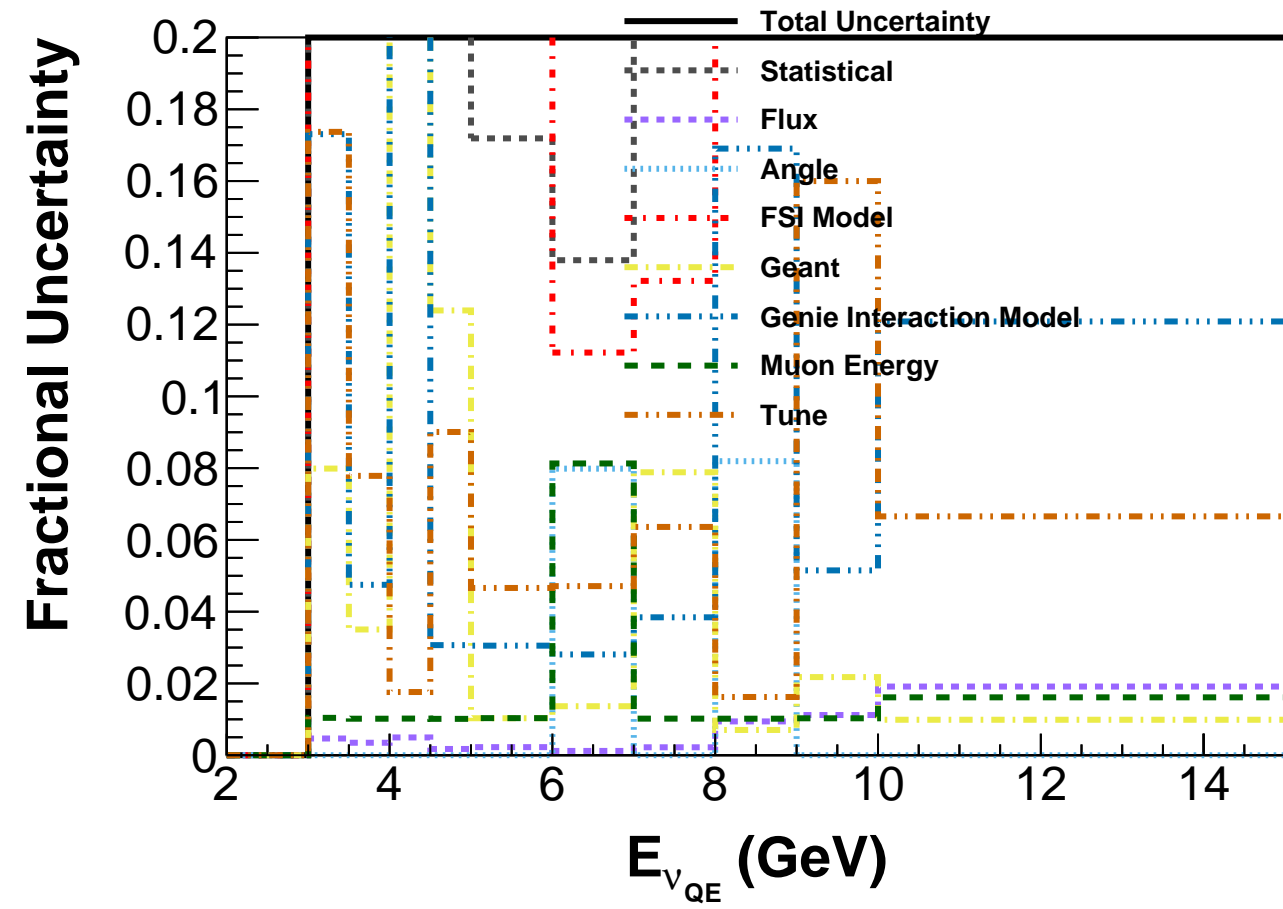 Fractional Uncertainty
0.2
0.18
0.16
0.14
0.12
0.1
0.08
0.06
0.04
0.02
0
Total Uncertainty
Statistical
Flux
Angle
FSI Model
Geant
Genie Interaction Model
Muon Energy
Tune
2 4 6 8 10 12 14
E_ν_QE (GeV)